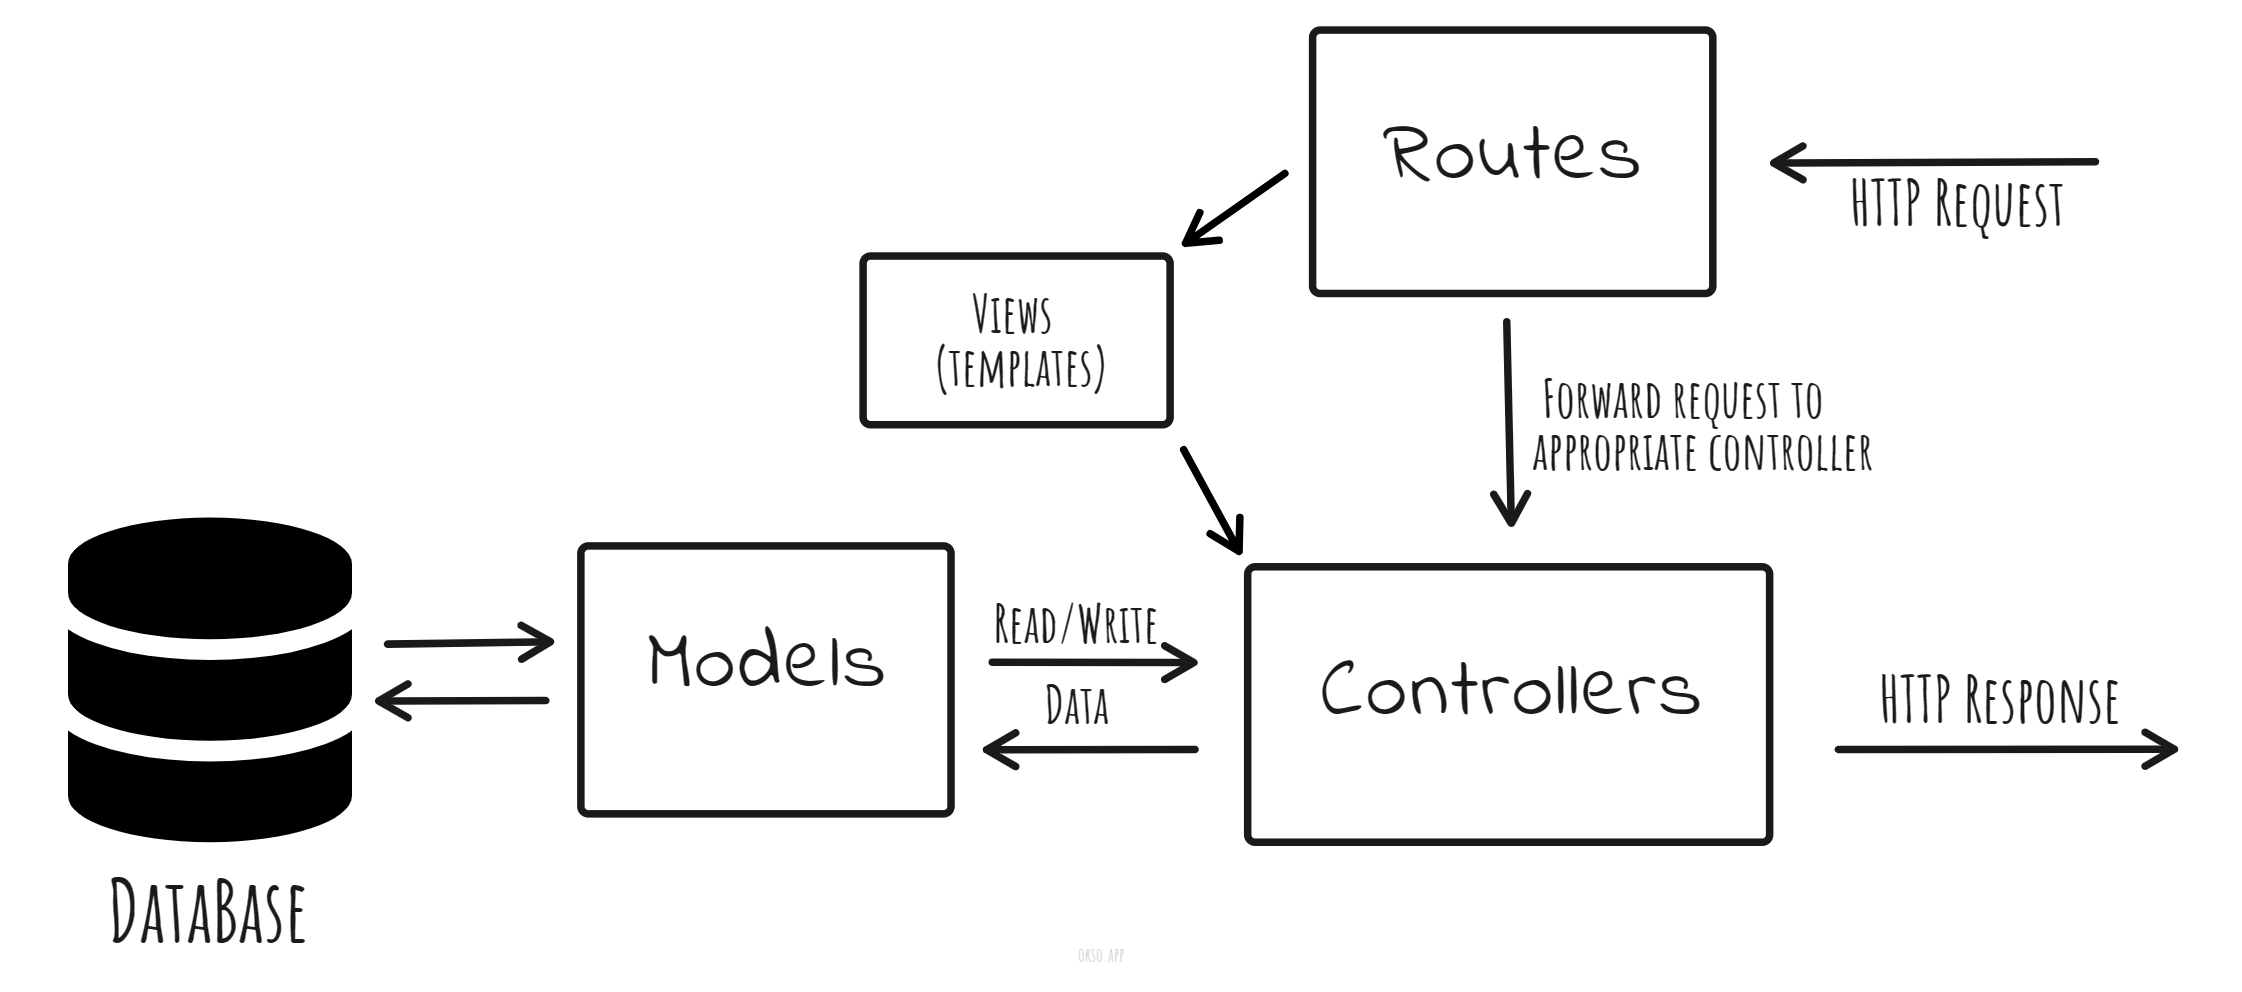 Routes
HTTP Request
Views
(templates)
Forward request to
appropriate controller
Models
Read/Write
Data
Controllers
HTTP Response
DataBase
okso.app